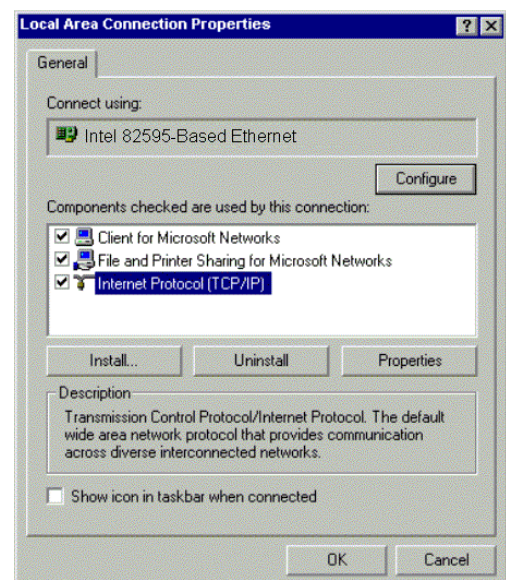 Local Area Connection Properties
General
Connect using:
Intel 82595-Based Ethernet
Configure
Components checked are used by this connection:
Client for Microsoft Networks
File and Printer Sharing for Microsoft Networks
Internet Protocol (TCP/IP)
Install... Uninstall Properties
Description
Transmission Control Protocol/Internet Protocol. The default
wide area network protocol that provides communication
across diverse interconnected networks.
Show icon in taskbar when connected
OK Cancel